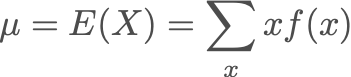 μ = E(X) = ∑ₓ xf(x)